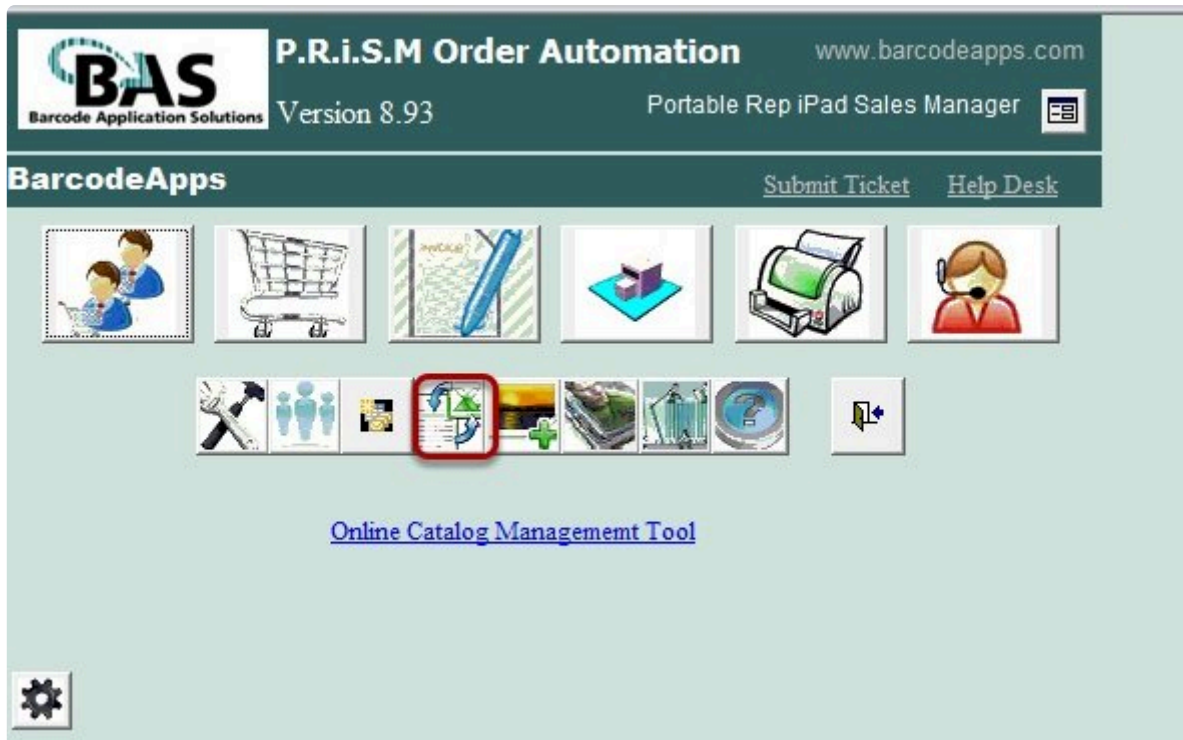 BAS
Barcode Application Solutions
P.R.i.S.M Order Automation
www.barcodeapps.com
Version 8.93
Portable Rep iPad Sales Manager
BarcodeApps
Submit Ticket
Help Desk
INVOICE
Online Catalog Managememt Tool